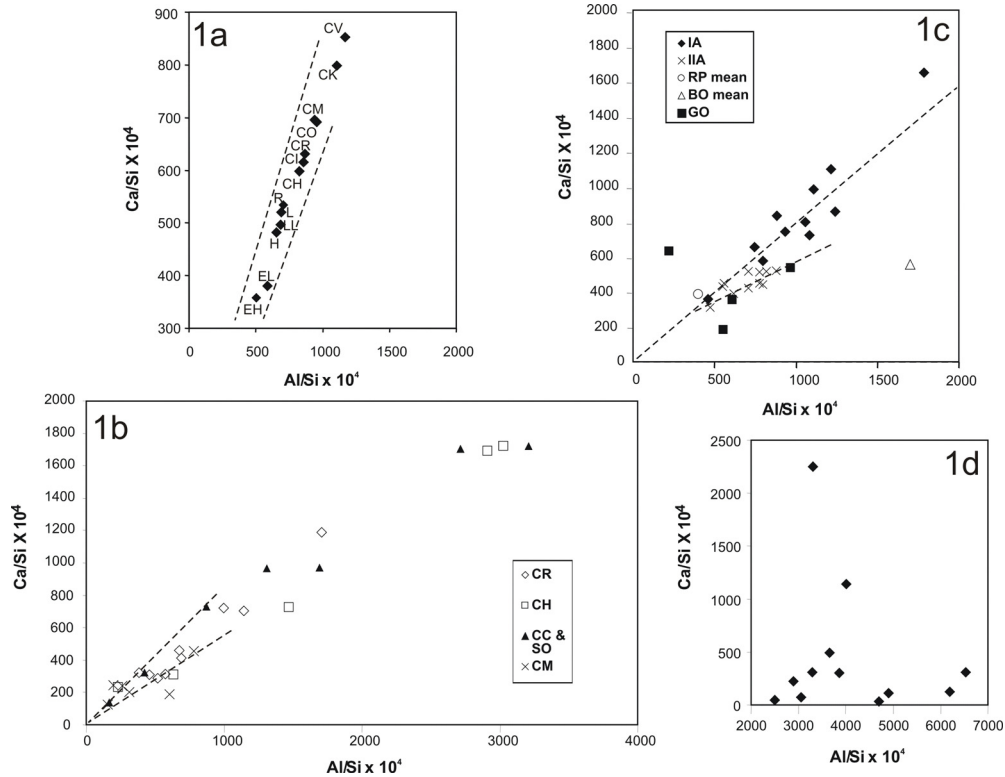 1a
900
800
700
600
500
400
300
Ca/Si X 10⁴
CV
CK
CM
CO
CR
CI
CH
R
L
LL
H
EL
EH
0 500 1000 1500 2000
Al/Si x 10⁴
1c
2000
1800
1600
1400
1200
1000
800
600
400
200
0
Ca/Si X 10⁴
IA
IIA
RP mean
BO mean
GO
0 500 1000 1500 2000
Al/Si x 10⁴
1b
2000
1800
1600
1400
1200
1000
800
600
400
200
0
Ca/Si X 10⁴
CR
CH
CC &
SO
CM
0 1000 2000 3000 4000
Al/Si x 10⁴
1d
2500
2000
1500
1000
500
0
Ca/Si X 10⁴
2000 3000 4000 5000 6000 7000
Al/Si x 10⁴